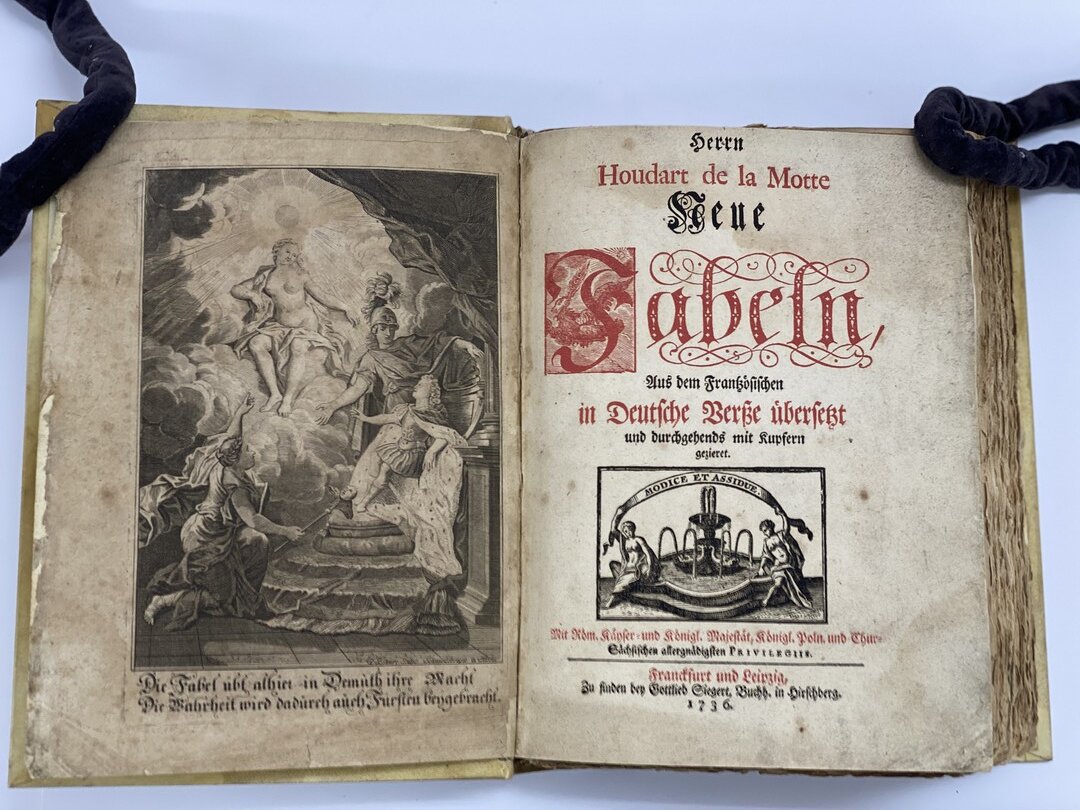 Die Fabel übt alhier in Demuth ihre Macht
Die Wahrheit wird dadurch auch Fürsten beygebracht.
Herrn
Houdart de la Motte
Neue
Fabeln,
Aus dem Frantzösischen
in Deutsche Verße übersetzt
und durchgehends mit Kupfern
gezieret.
MODICE ET ASSIDUE.
Mit Röm. Käyser- und Königl. Majestät, Königl. Poln. und Chur-
Sächsischen allergnädigsten PRIVILEGIIS.
Franckfurt und Leipzig,
Zu finden bey Gottlieb Siegert, Buchh. in Hirschberg.
1736.